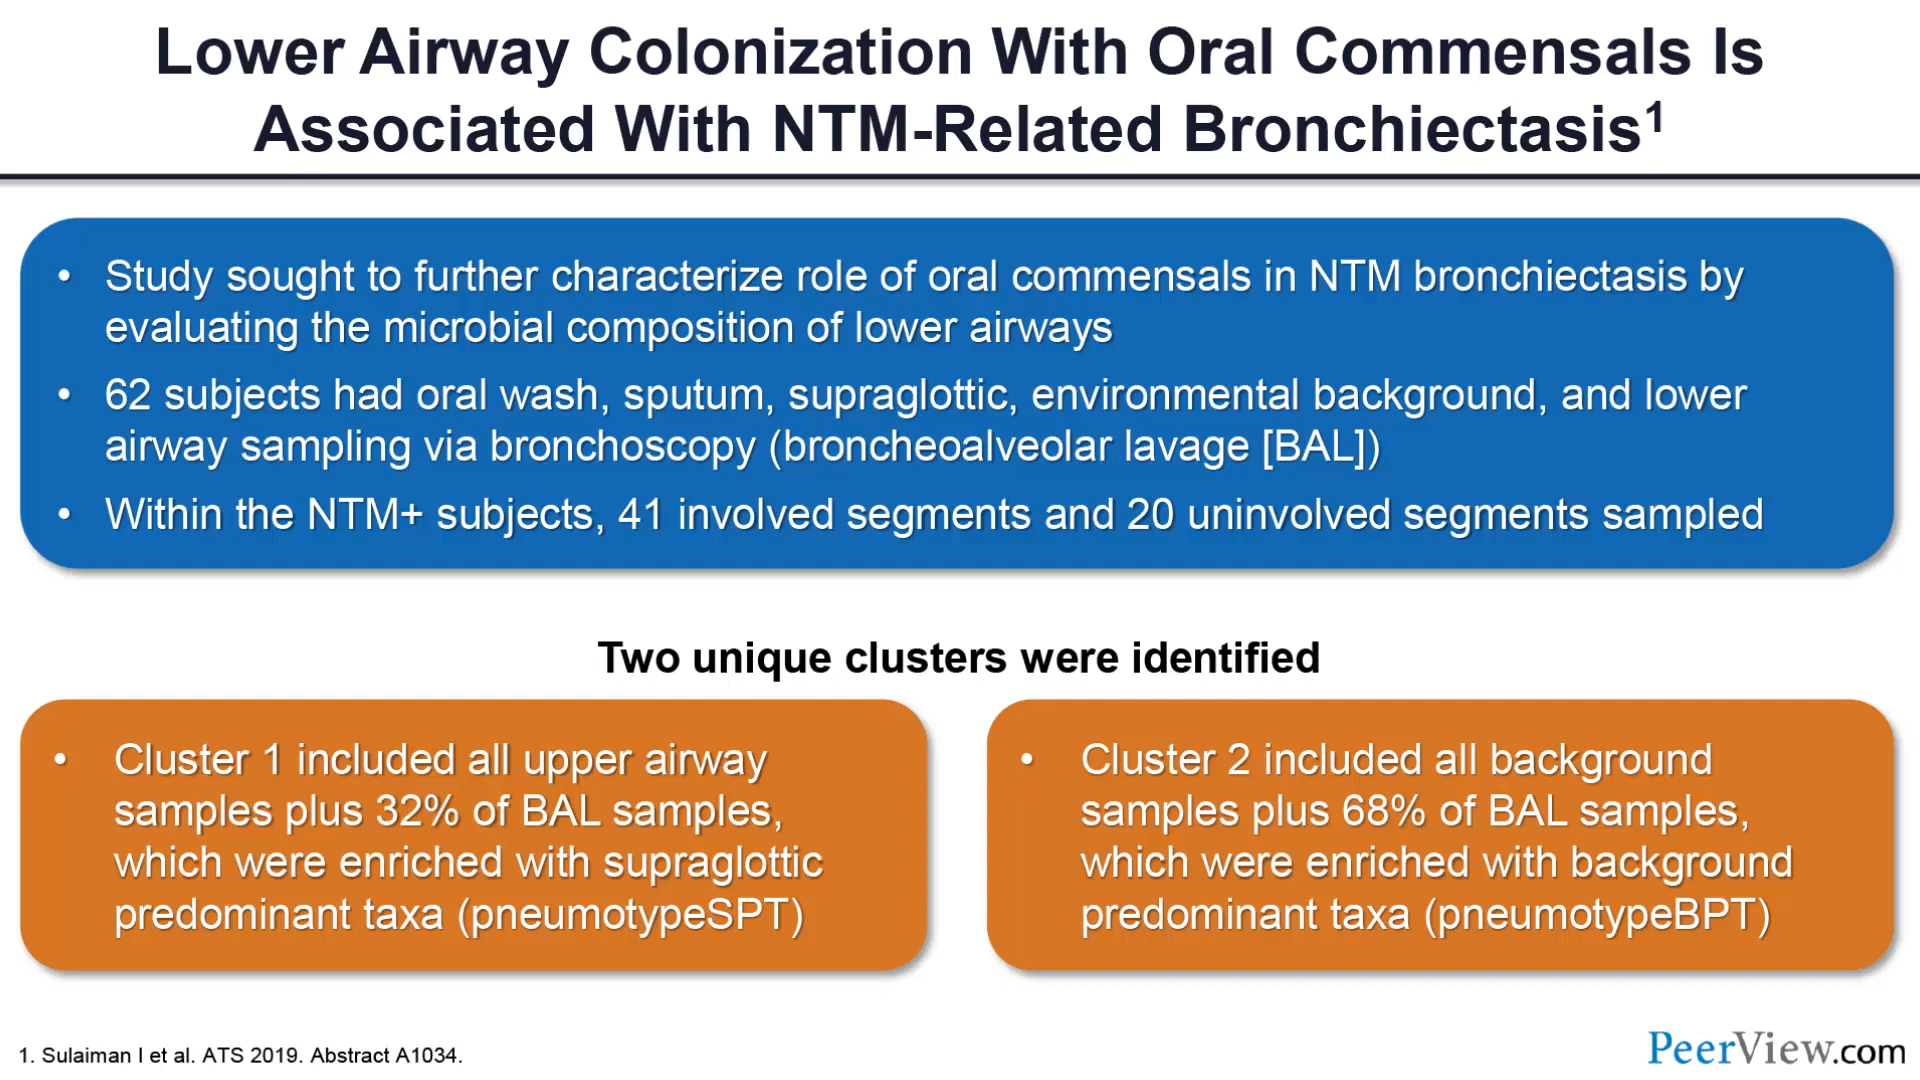 Lower Airway Colonization With Oral Commensals Is
Associated With NTM-Related Bronchiectasis¹
• Study sought to further characterize role of oral commensals in NTM bronchiectasis by
evaluating the microbial composition of lower airways
• 62 subjects had oral wash, sputum, supraglottic, environmental background, and lower
airway sampling via bronchoscopy (broncheoalveolar lavage [BAL])
• Within the NTM+ subjects, 41 involved segments and 20 uninvolved segments sampled
Two unique clusters were identified
• Cluster 1 included all upper airway
samples plus 32% of BAL samples,
which were enriched with supraglottic
predominant taxa (pneumotypeSPT)
• Cluster 2 included all background
samples plus 68% of BAL samples,
which were enriched with background
predominant taxa (pneumotypeBPT)
1. Sulaiman I et al. ATS 2019. Abstract A1034.
PeerView.com